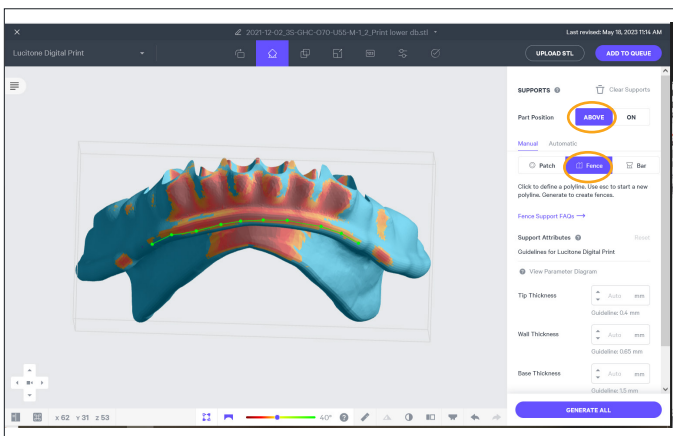 2021-12-02_3S-GHC-070-U55-M-1_2_Print lower db.stl
Last revised: May 18, 2023 11:14 AM
Lucitone Digital Print
UPLOAD STL
ADD TO QUEUE
SUPPORTS
Clear Supports
Part Position
ABOVE
ON
Manual
Automatic
Patch
Fence
Bar
Click to define a polyline. Use esc to start a new
polyline. Generate to create fences.
Fence Support FAQs →
Support Attributes
Reset
Guidelines for Lucitone Digital Print
View Parameter Diagram
Tip Thickness
Auto mm
Guideline: 0.4 mm
Wall Thickness
Auto mm
Guideline: 0.65 mm
Base Thickness
Auto mm
Guideline: 1.5 mm
x 62 Y 31 z 53
40°
GENERATE ALL